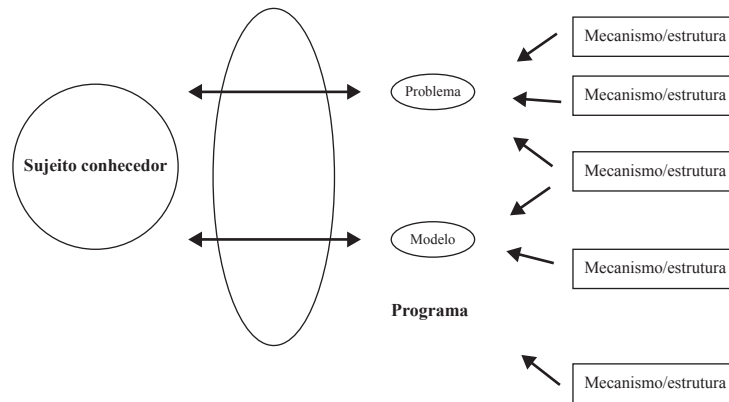 Mecanismo/estrutura
Problema
Mecanismo/estrutura
Sujeito conhecedor
Mecanismo/estrutura
Modelo
Mecanismo/estrutura
Programa
Mecanismo/estrutura